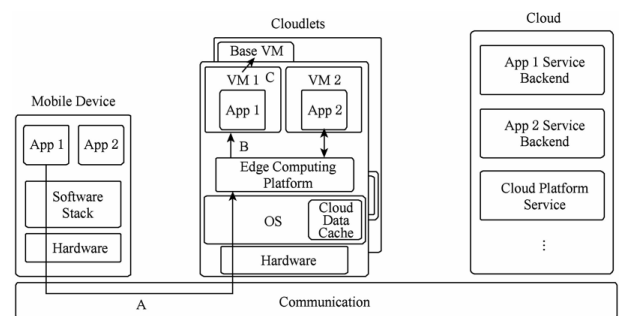 Cloudlets
Cloud
Base VM
VM 1
C
VM 2
App 1
App 2
B
Edge Computing
Platform
OS
Cloud
Data
Cache
Hardware
Mobile Device
App 1
App 2
Software
Stack
Hardware
App 1 Service
Backend
App 2 Service
Backend
Cloud Platform
Service
⋮
A
Communication